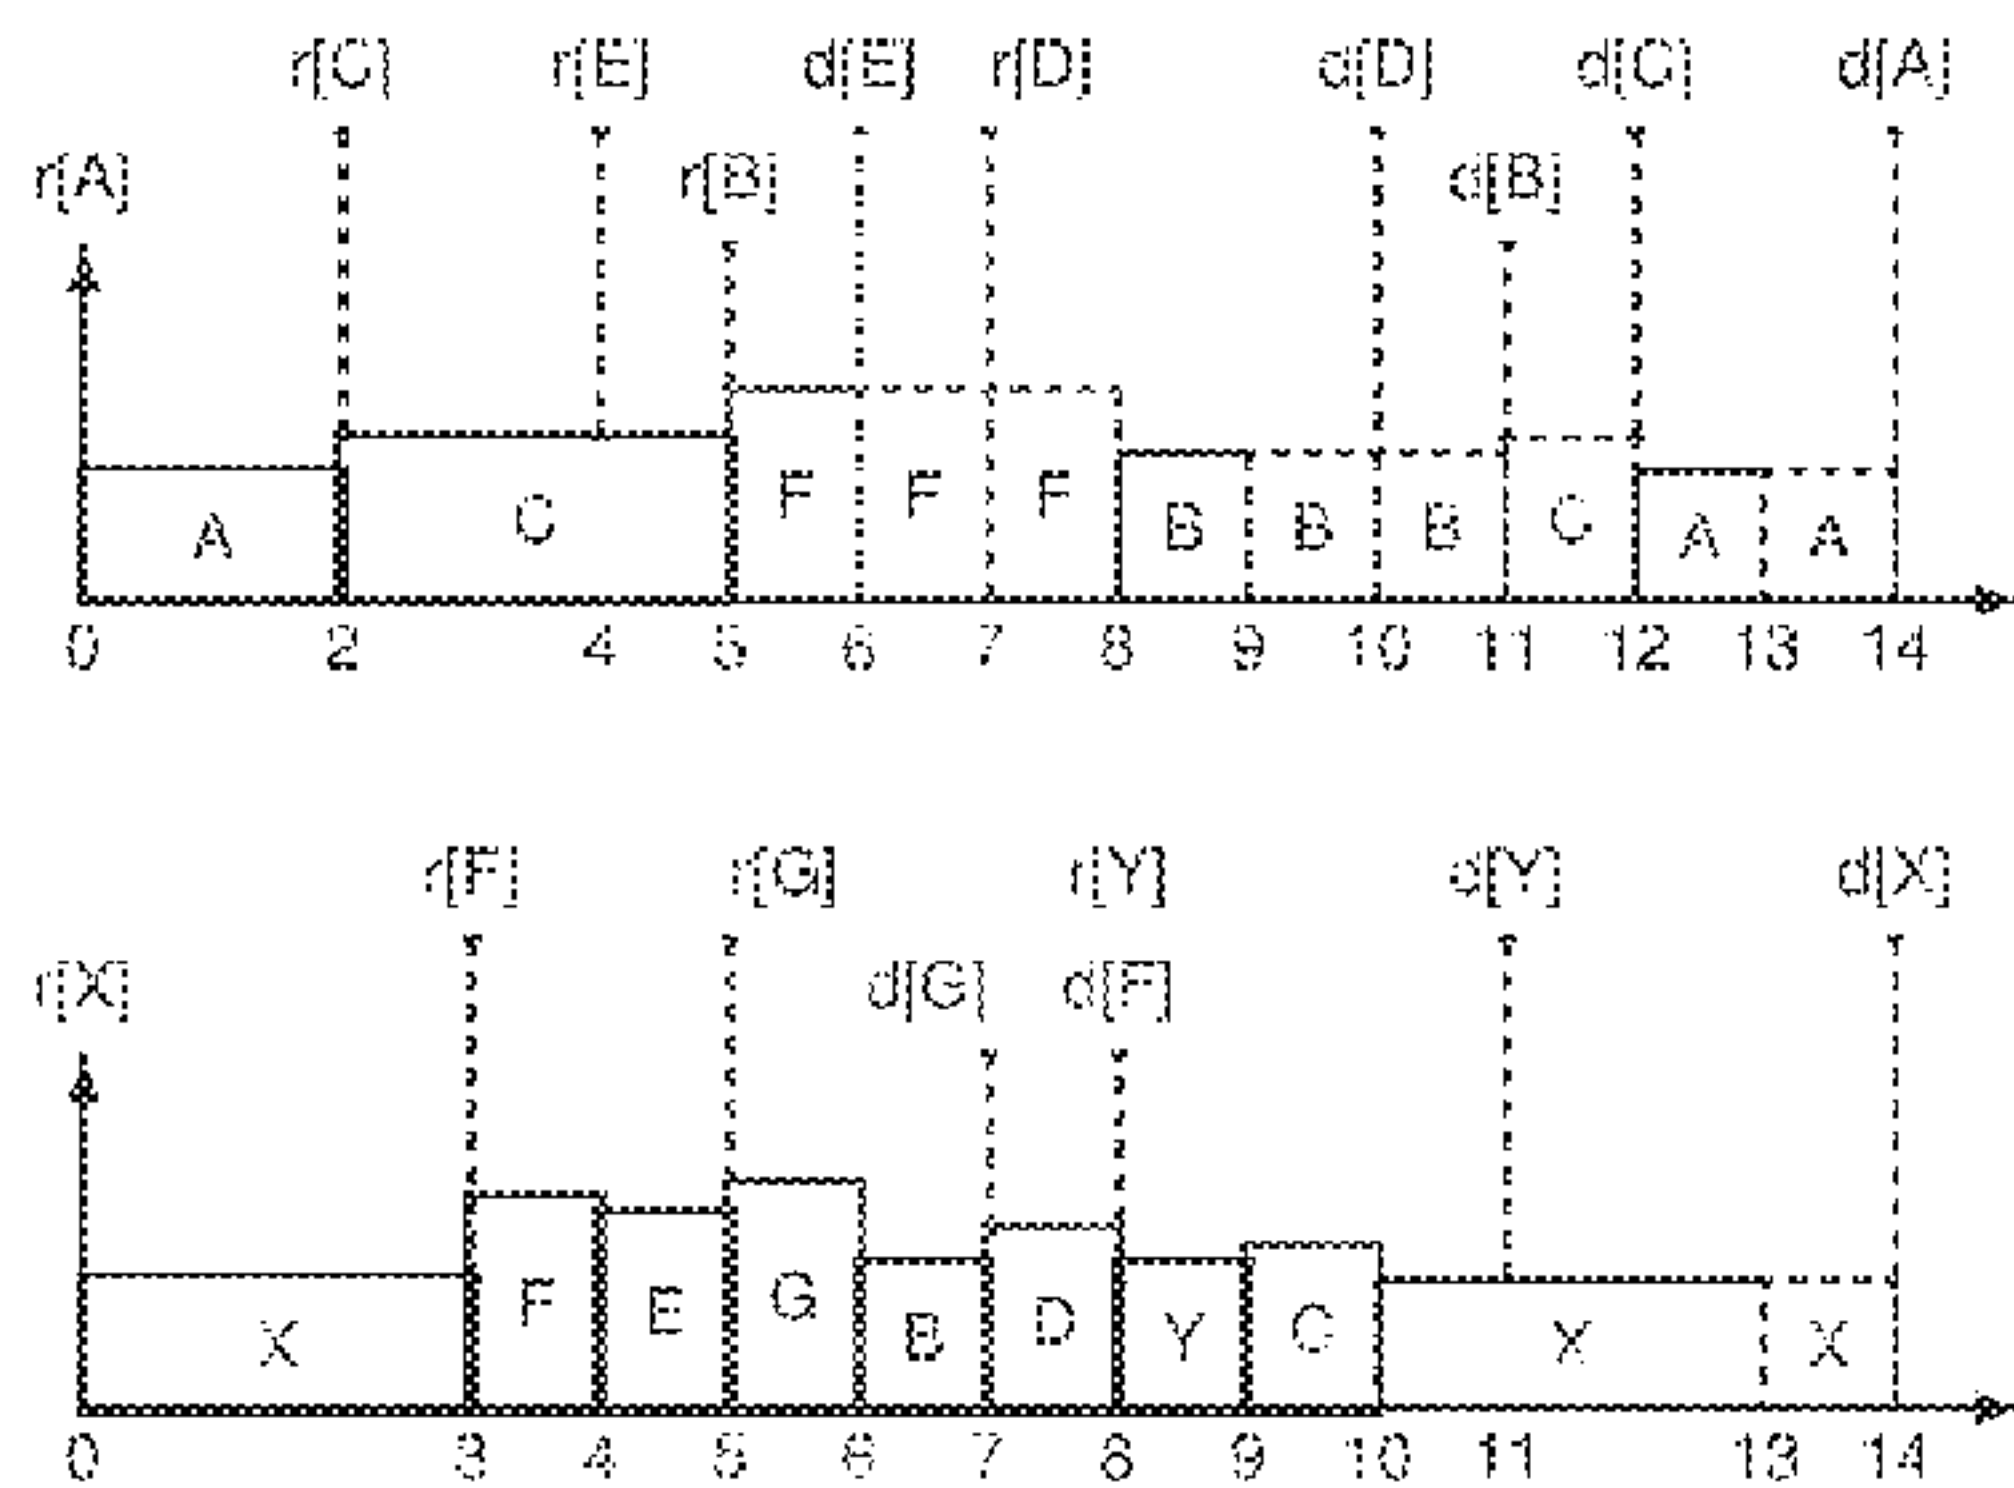 r[C] r[E] d[E] r[D] d[D] d[C] d[A]
r[A] r[B] d[B]
A C F F F B B B C A A
0 2 4 5 6 7 8 9 10 11 12 13 14
r[F] r[G] r[Y] d[Y] d[X]
r[X] d[G] d[F]
X F E G B D Y C X X
0 3 4 5 6 7 8 9 10 11 13 14